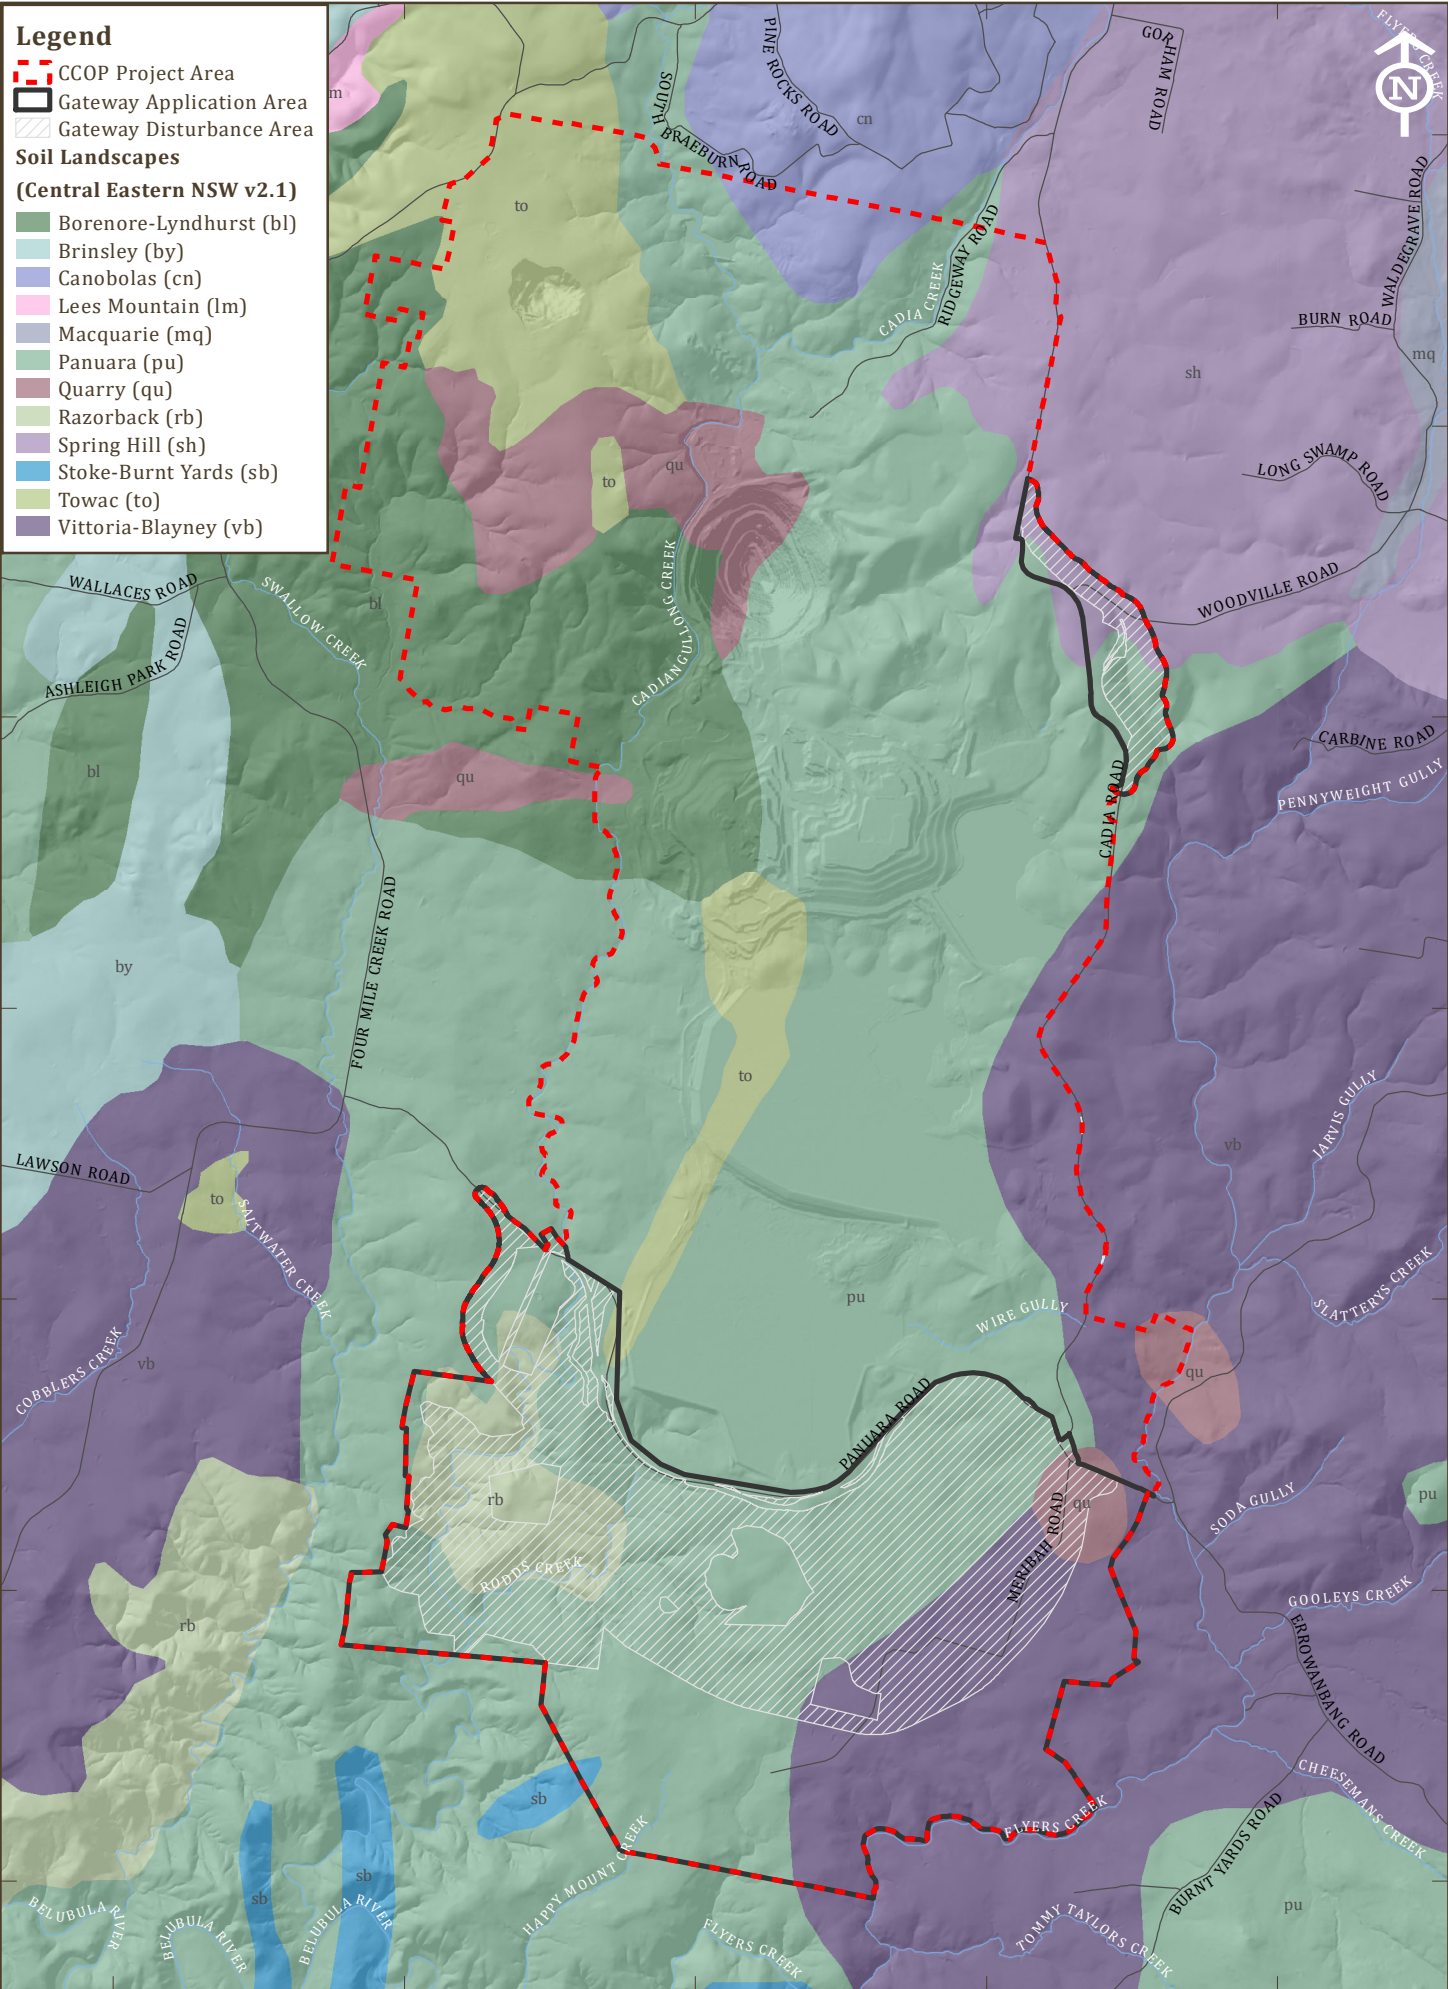 Legend
CCOP Project Area
Gateway Application Area
Gateway Disturbance Area
Soil Landscapes
(Central Eastern NSW v2.1)
Borenore-Lyndhurst (bl)
Brinsley (by)
Canobolas (cn)
Lees Mountain (lm)
Macquarie (mq)
Panuara (pu)
Quarry (qu)
Razorback (rb)
Spring Hill (sh)
Stoke-Burnt Yards (sb)
Towac (to)
Vittoria-Blayney (vb)
m
PINE ROCKS ROAD
GORHAM ROAD
FLYERS CREEK
N
SOUTH BRAEBURN ROAD
cn
to
WALDEGRAVE ROAD
RIDGEWAY ROAD
CADIA CREEK
BURN ROAD
mq
sh
qu
to
LONG SWAMP ROAD
WALLACES ROAD
SWALLOW CREEK
bl
CADIANGULLONG CREEK
WOODVILLE ROAD
ASHLEIGH PARK ROAD
CARBINE ROAD
bl
qu
PENNYWEIGHT GULLY
CADIA ROAD
FOUR MILE CREEK ROAD
by
to
JARVIS GULLY
vb
LAWSON ROAD
to
SALTWATER CREEK
SLATTERYS CREEK
pu
WIRE GULLY
COBBLERS CREEK
vb
qu
PANUARA ROAD
rb
qu
pu
SODA GULLY
MERIBAH ROAD
RODDS CREEK
GOOLEYS CREEK
rb
ERROWANBANG ROAD
CHEESEMANS CREEK
sb
FLYERS CREEK
BURNT YARDS ROAD
HAPPY MOUNT CREEK
sb
sb
pu
BELUBULA RIVER
BELUBULA RIVER
BELUBULA RIVER
FLYERS CREEK
TOMMY TAYLORS CREEK